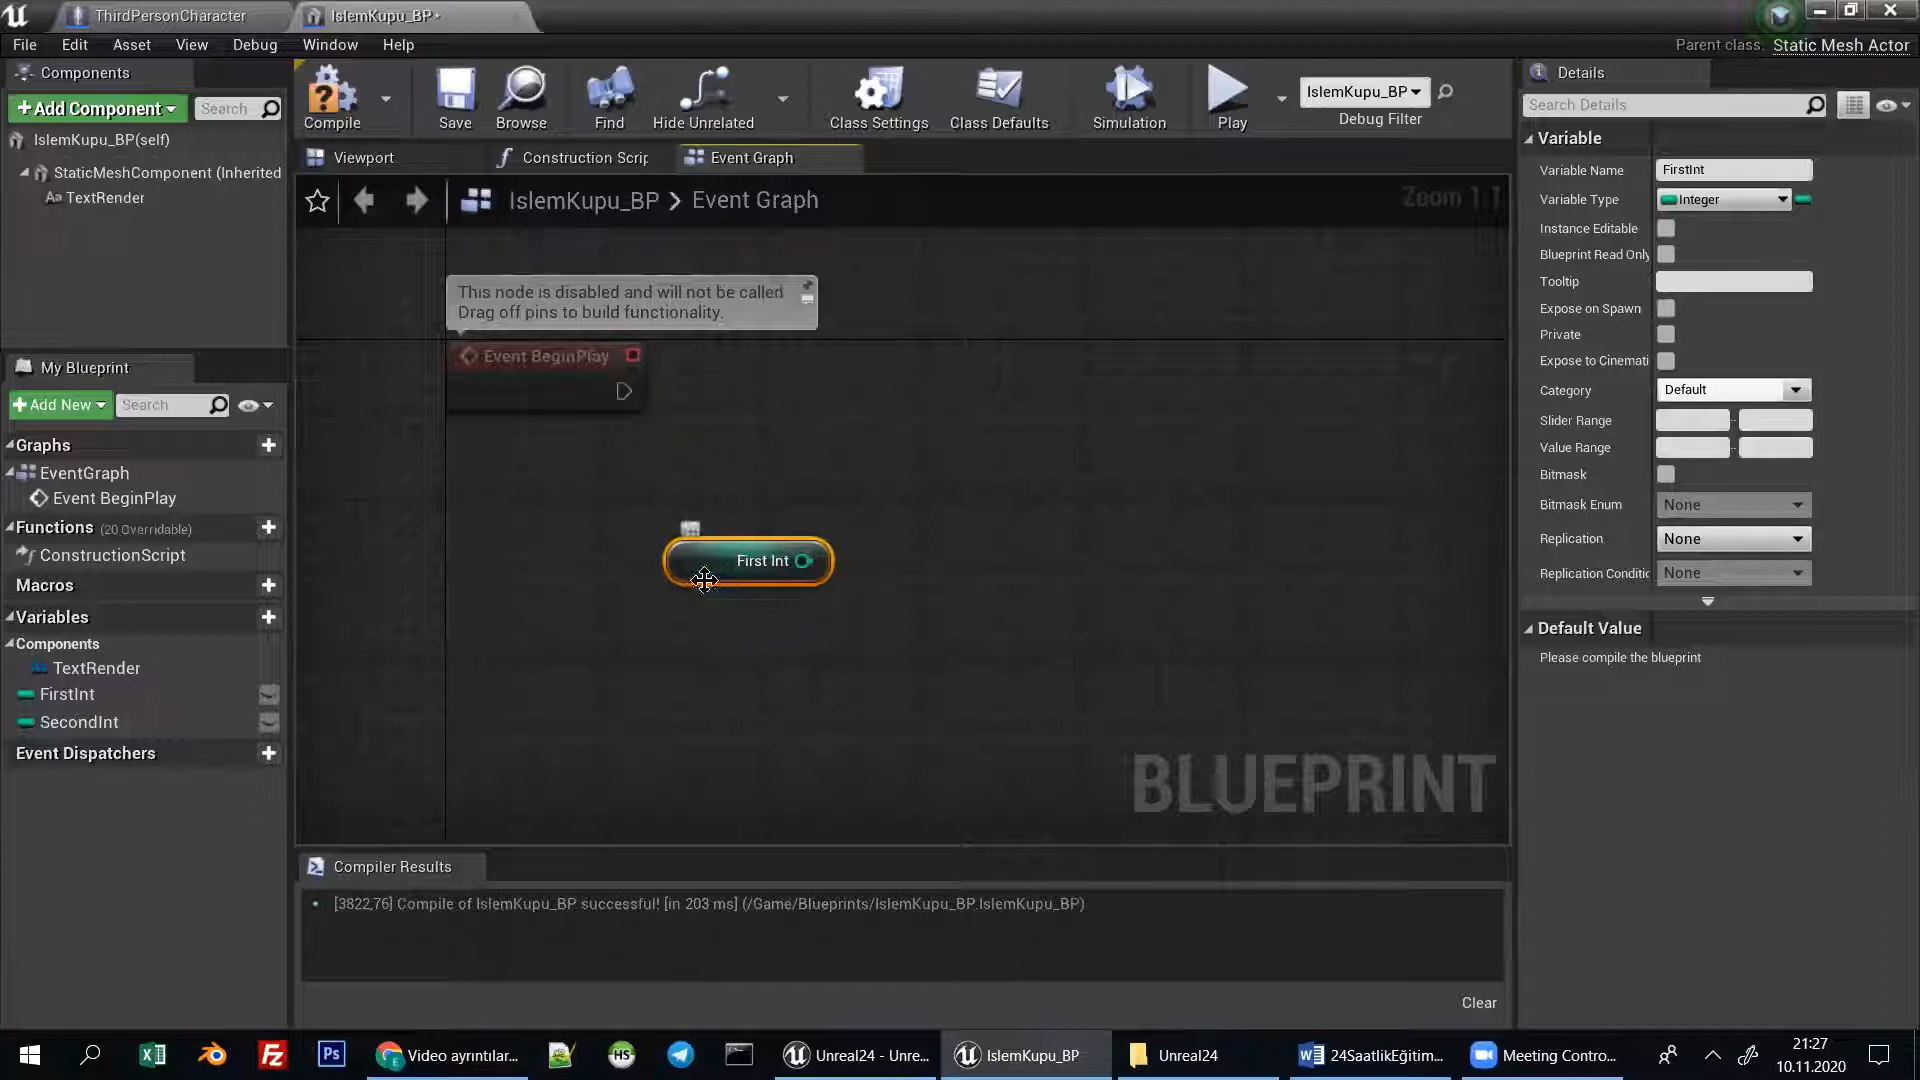 ThirdPersonCharacter
IslemKupu_BP*
File Edit Asset View Debug Window Help
Parent class: Static Mesh Actor
Components
Add Component
Search
IslemKupu_BP(self)
StaticMeshComponent (Inherited
Aa TextRender
Compile
Save
Browse
Find
Hide Unrelated
Class Settings
Class Defaults
Simulation
Play
IslemKupu_BP
Debug Filter
Viewport
Construction Scrip
Event Graph
IslemKupu_BP > Event Graph
Zoom 1:1
This node is disabled and will not be called
Drag off pins to build functionality.
Event BeginPlay
First Int
BLUEPRINT
My Blueprint
Add New
Search
Graphs
EventGraph
Event BeginPlay
Functions (20 Overridable)
ConstructionScript
Macros
Variables
Components
TextRender
FirstInt
SecondInt
Event Dispatchers
Compiler Results
[3822,76] Compile of IslemKupu_BP successful! [in 203 ms] (/Game/Blueprints/IslemKupu_BP.IslemKupu_BP)
Clear
Details
Search Details
Variable
Variable Name FirstInt
Variable Type Integer
Instance Editable
Blueprint Read Only
Tooltip
Expose on Spawn
Private
Expose to Cinemati
Category Default
Slider Range
Value Range
Bitmask
Bitmask Enum None
Replication None
Replication Conditic None
Default Value
Please compile the blueprint
Video ayrıntılar...
HS
Unreal24 - Unre...
IslemKupu_BP
Unreal24
24SaatlikEğitim...
Meeting Contro...
21:27
10.11.2020